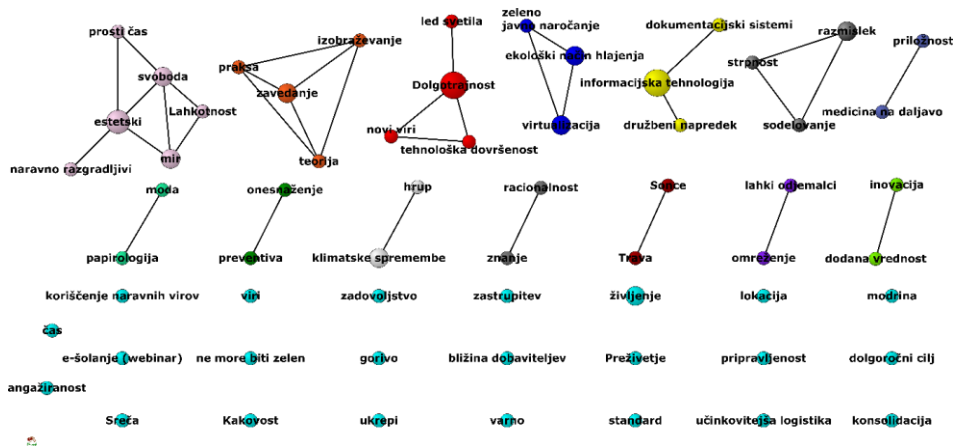 prosti čas
svoboda
estetski
Lahkotnost
mir
naravno razgradljivi
izobraževanje
praksa
zavedanje
teorija
led svetila
Dolgotrajnost
novi viri
tehnološka dovršenost
zeleno
javno naročanje
ekološki način hlajenja
virtualizacija
dokumentacijski sistemi
informacijska tehnologija
družbeni napredek
razmislek
strpnost
sodelovanje
priložnost
medicina na daljavo
moda
onesnaženje
hrup
racionalnost
Sonce
lahki odjemalci
inovacija
papirologija
preventiva
klimatske spremembe
znanje
Trava
omreženje
dodana vrednost
koriščenje naravnih virov
viri
zadovoljstvo
zastrupitev
življenje
lokacija
modrina
čas
e-šolanje (webinar)
ne more biti zelen
gorivo
bližina dobaviteljev
Preživetje
pripravljenost
dolgoročni cilj
angažiranost
Sreča
Kakovost
ukrepi
varno
standard
učinkovitejša logistika
konsolidacija